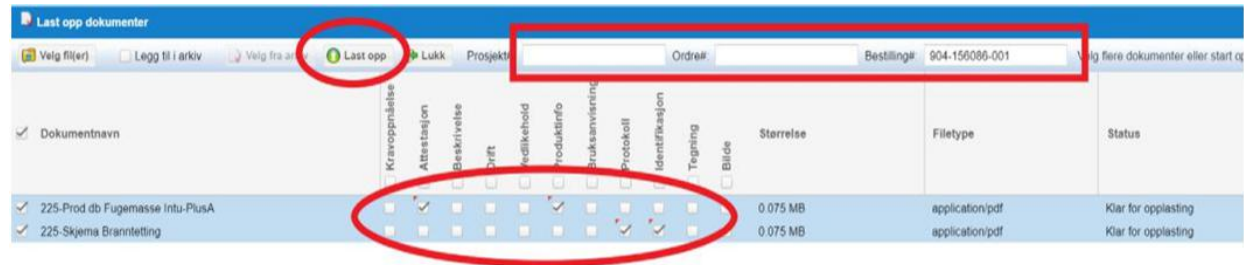 Last opp dokumenter
Velg fil(er) Legg til i arkiv Velg fra Last opp Lukk Prosjekt Ordre#: Bestilling#: 904-156086-001 flere dokumenter eller start op
Dokumentnavn Kravoppnåelse Attestasjon Beskrivelse Drift Vedlikehold Produktinfo Bruksanvisning Protokoll Identifikasjon Tegning Bilde Størrelse Filetype Status
225-Prod db Fugemasse Intu-PlusA 0.075 MB application/pdf Klar for opplasting
225-Skjema Branntetting 0.075 MB application/pdf Klar for opplasting